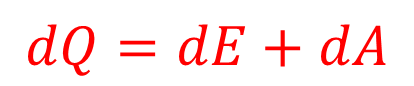 dQ = dE + dA